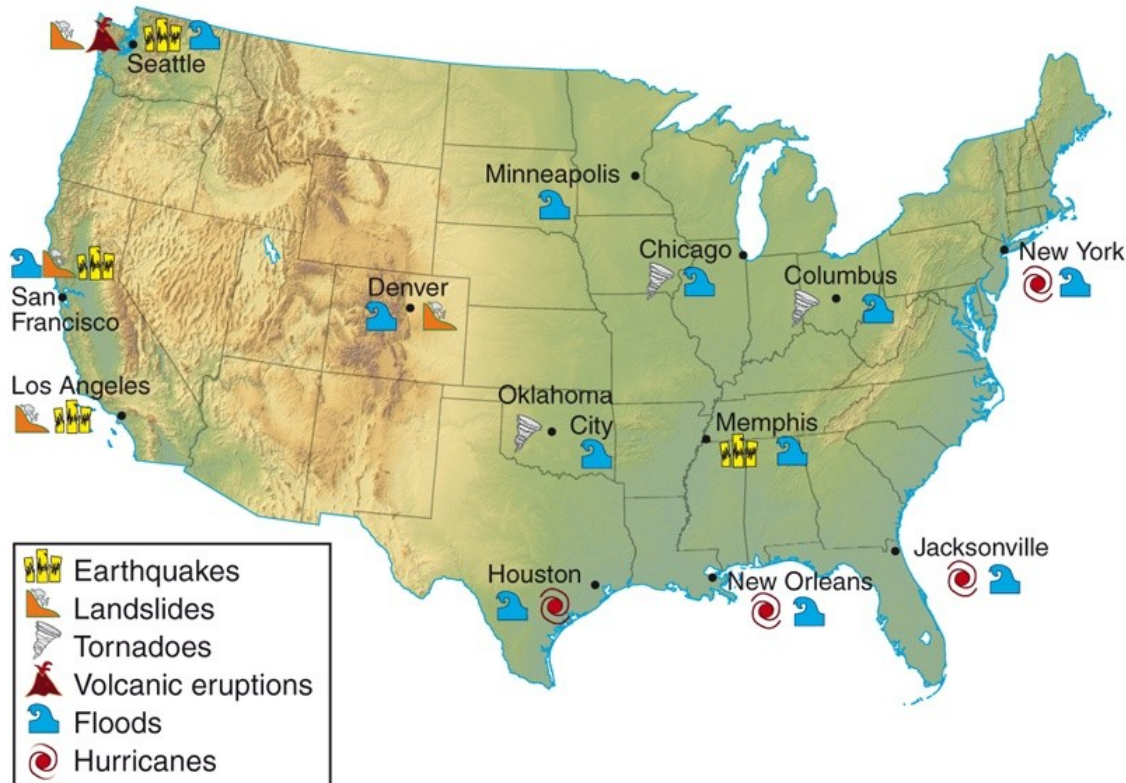 Seattle
Minneapolis
Chicago
Columbus
New York
San
Francisco
Denver
Los Angeles
Oklahoma
City
Memphis
Jacksonville
Houston
New Orleans
Earthquakes
Landslides
Tornadoes
Volcanic eruptions
Floods
Hurricanes